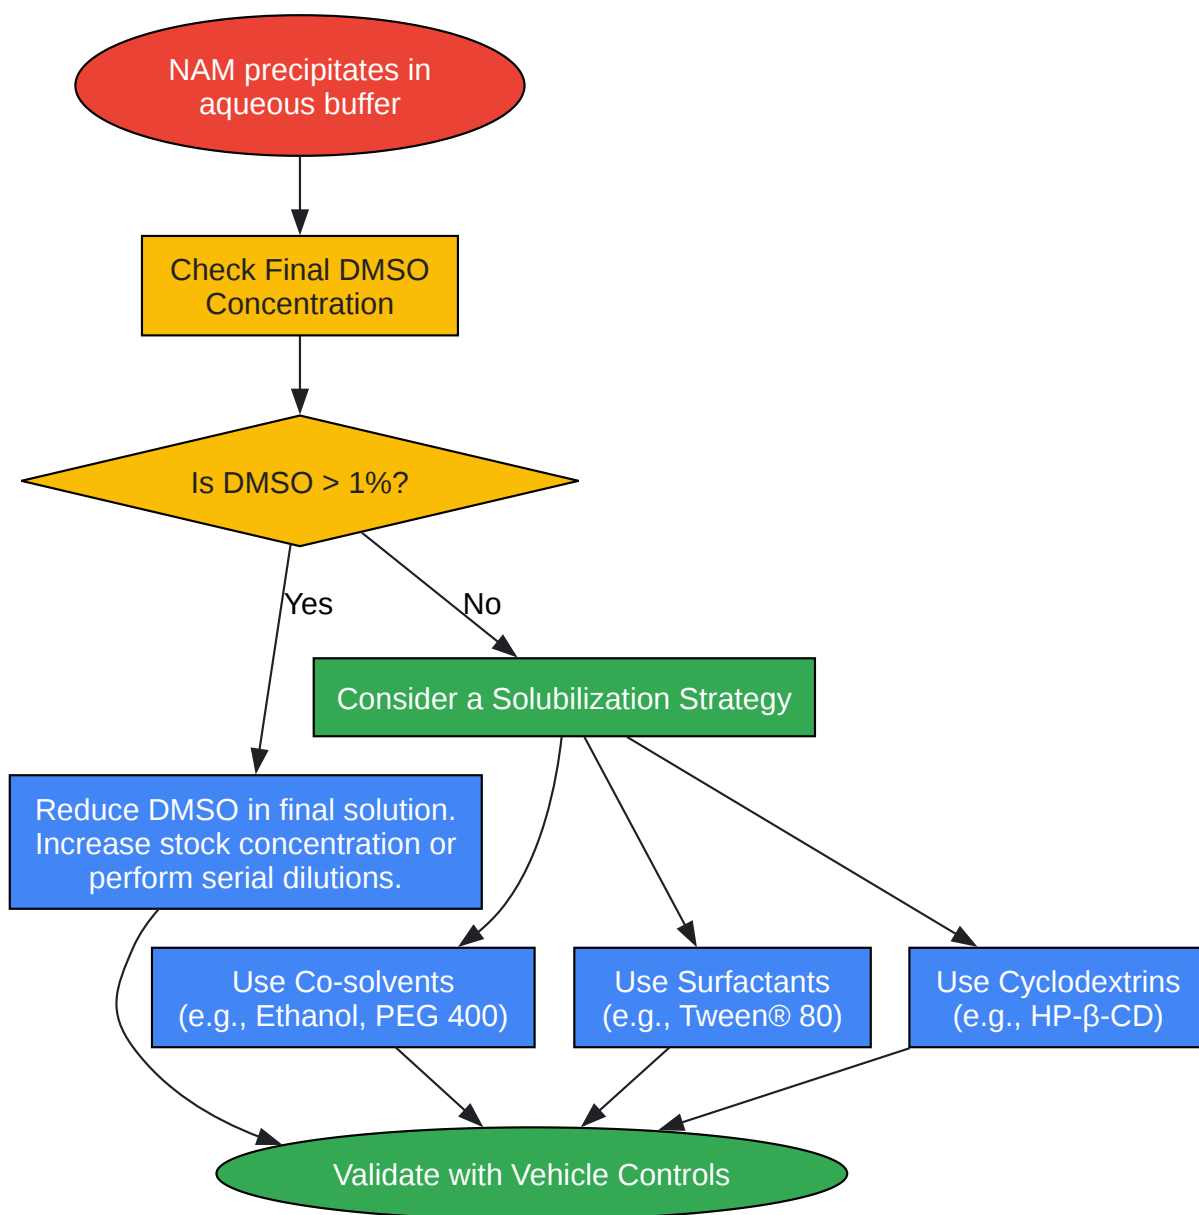 NAM precipitates in
aqueous buffer
Check Final DMSO
Concentration
Is DMSO > 1%?
Yes
No
Consider a Solubilization Strategy
Reduce DMSO in final solution.
Increase stock concentration or
perform serial dilutions.
Use Co-solvents
(e.g., Ethanol, PEG 400)
Use Surfactants
(e.g., Tween® 80)
Use Cyclodextrins
(e.g., HP-β-CD)
Validate with Vehicle Controls